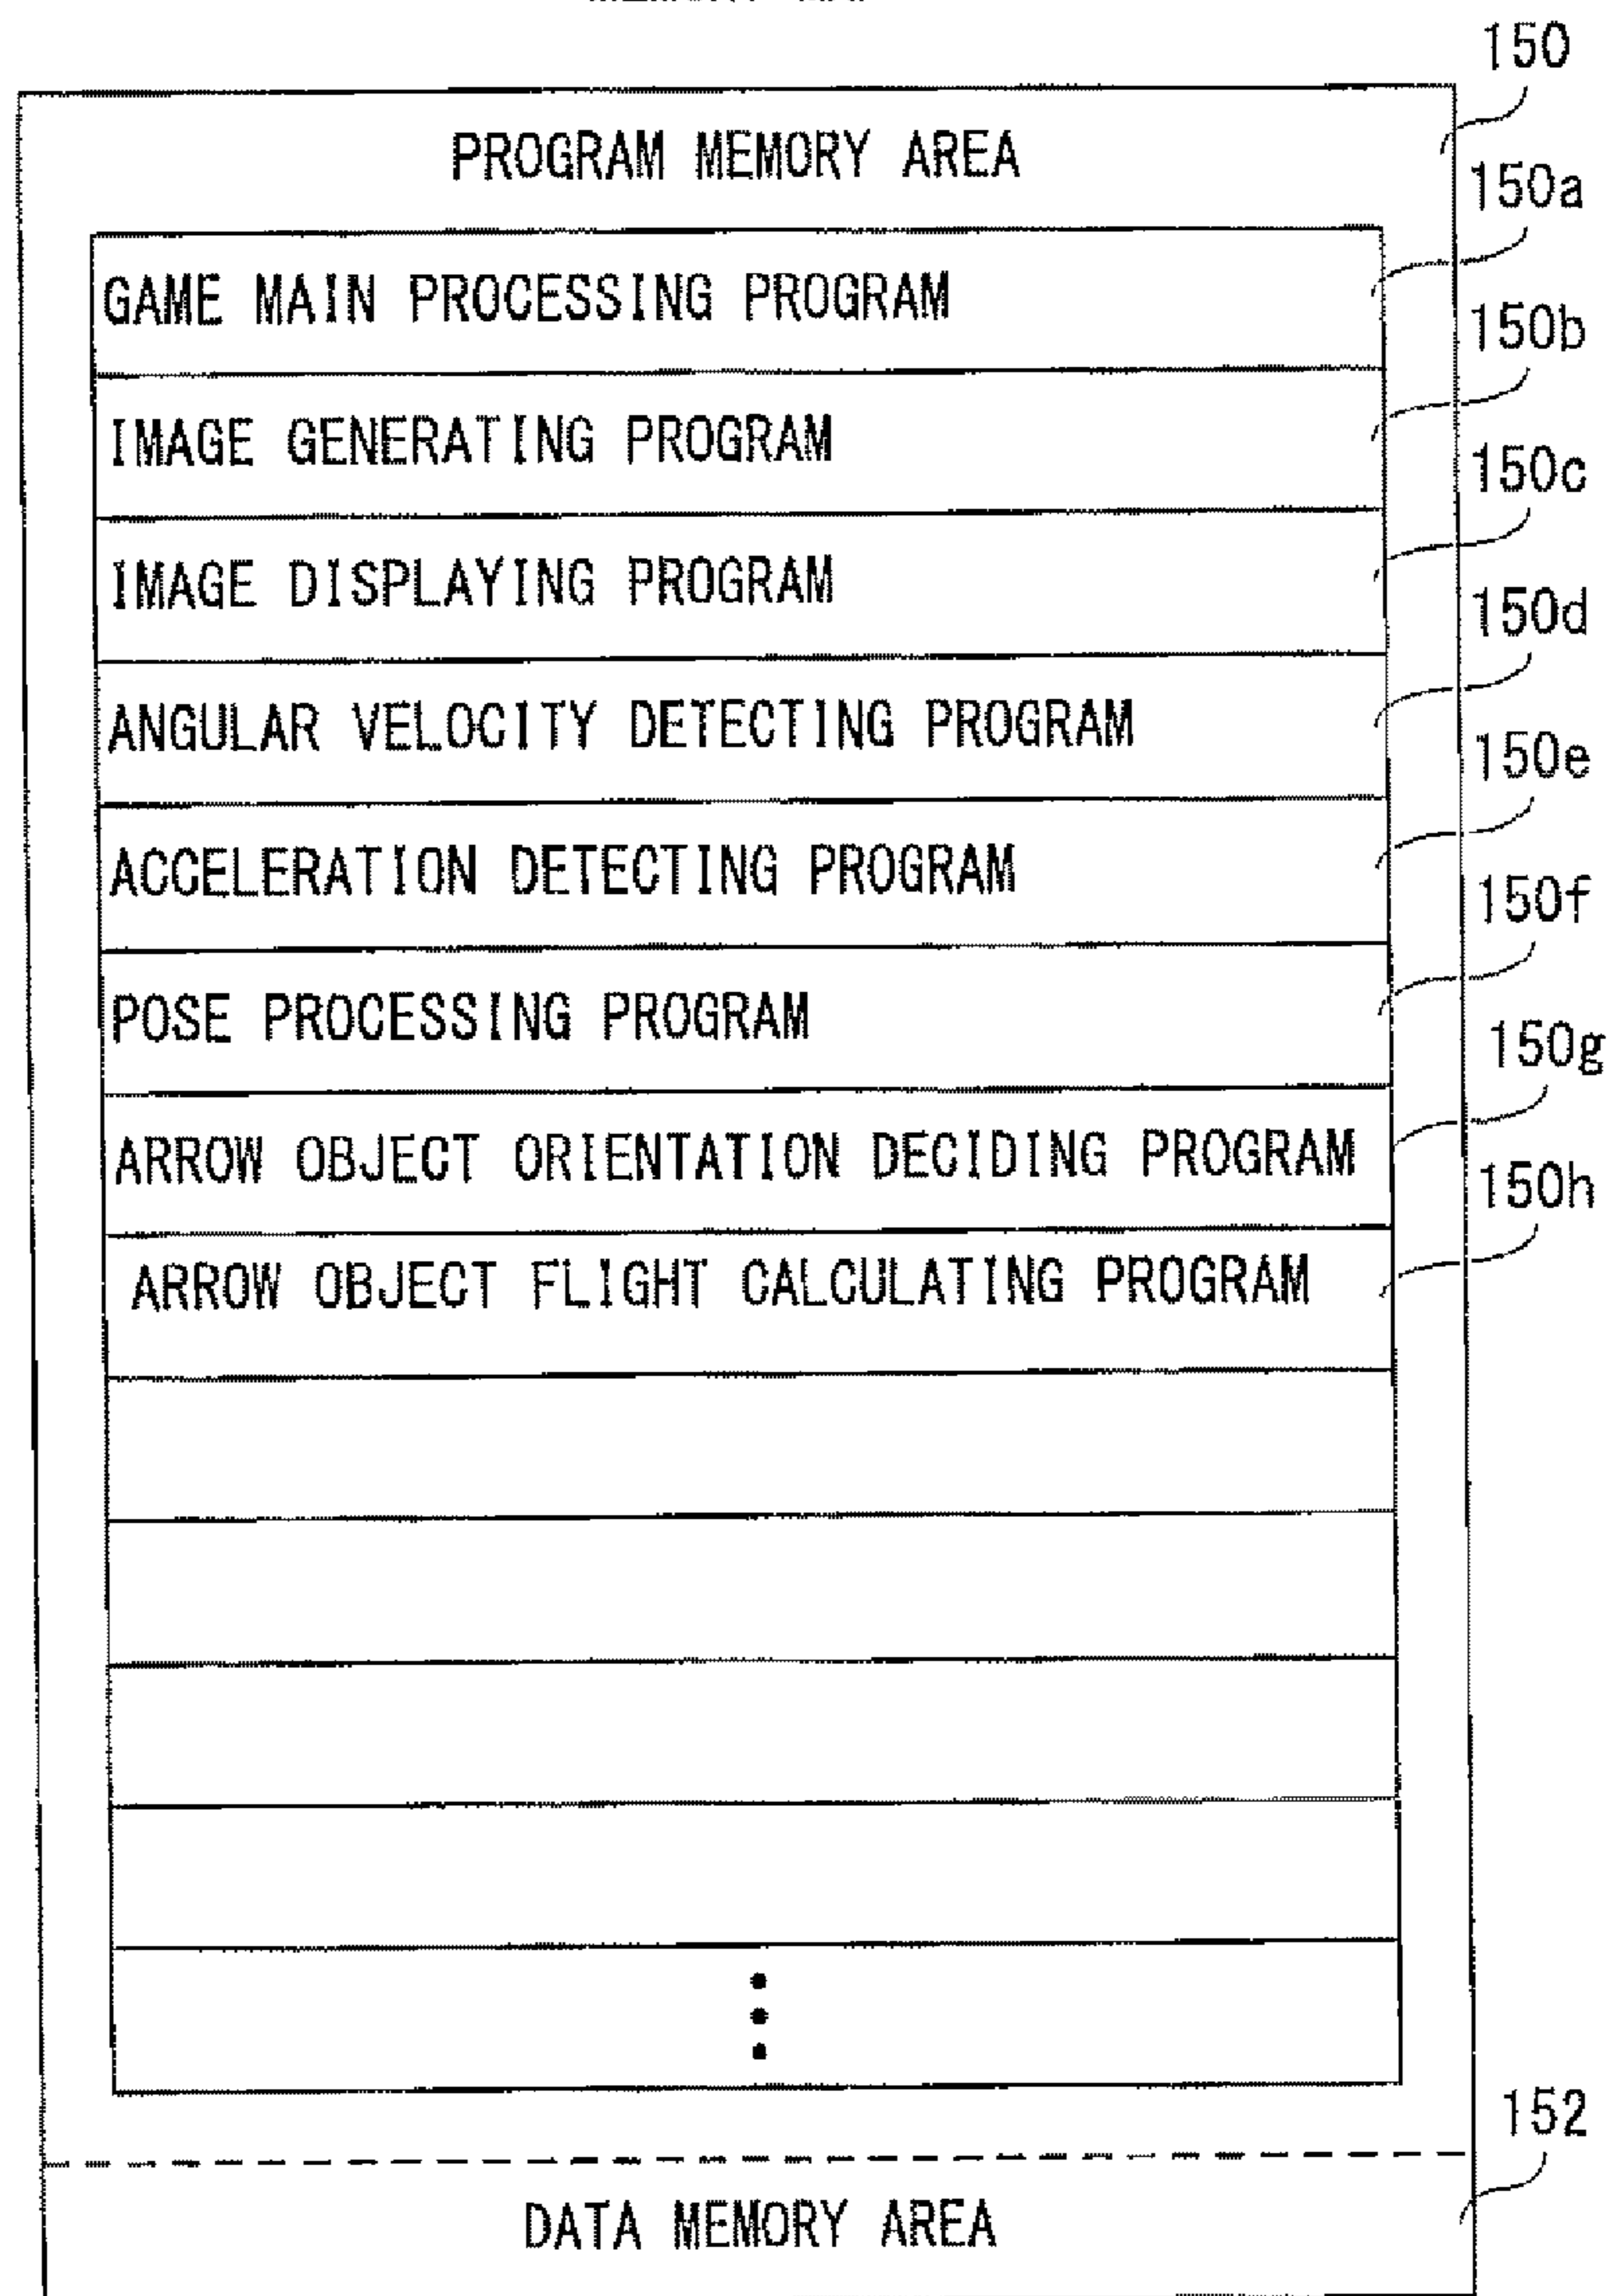 150
PROGRAM MEMORY AREA
150a
GAME MAIN PROCESSING PROGRAM
150b
IMAGE GENERATING PROGRAM
150c
IMAGE DISPLAYING PROGRAM
150d
ANGULAR VELOCITY DETECTING PROGRAM
150e
ACCELERATION DETECTING PROGRAM
150f
POSE PROCESSING PROGRAM
150g
ARROW OBJECT ORIENTATION DECIDING PROGRAM
150h
ARROW OBJECT FLIGHT CALCULATING PROGRAM
152
DATA MEMORY AREA